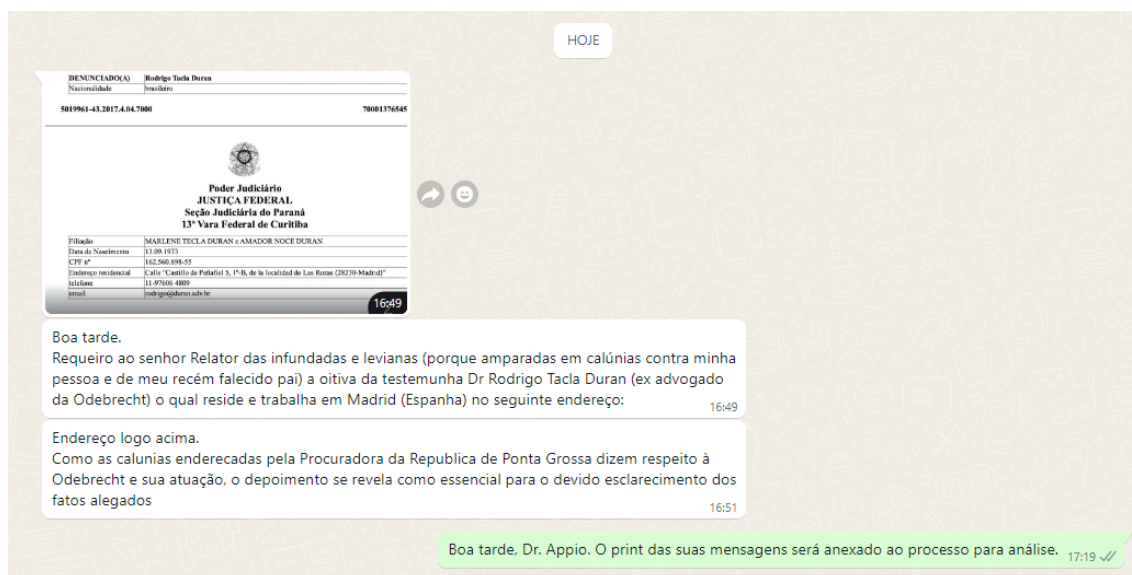 HOJE
DENUNCIADO(A) Rodrigo Tacla Duran
Nacionalidade brasileiro
5019961-43.2017.4.04.7000 70001376545
Poder Judiciário
JUSTIÇA FEDERAL
Seção Judiciária do Paraná
13ª Vara Federal de Curitiba
Filiação MARLENE TECLA DURAN e AMADOR NOCE DURAN
Data de Nascimento 13.09.1973
CPF nº 162.560.898-55
Endereço residencial Calle "Castillo de Peñafiel 5, 1º-B, de la localidad de Las Rozas (28230-Madrid)"
telefone 11-97606 4809
email rodrigo@duran.adv.br
16:49
Boa tarde.
Requeiro ao senhor Relator das infundadas e levianas (porque amparadas em calúnias contra minha
pessoa e de meu recém falecido pai) a oitiva da testemunha Dr Rodrigo Tacla Duran (ex advogado
da Odebrecht) o qual reside e trabalha em Madrid (Espanha) no seguinte endereço:
16:49
Endereço logo acima.
Como as calunias enderecadas pela Procuradora da Republica de Ponta Grossa dizem respeito à
Odebrecht e sua atuação, o depoimento se revela como essencial para o devido esclarecimento dos
fatos alegados
16:51
Boa tarde, Dr. Appio. O print das suas mensagens será anexado ao processo para análise. 17:19